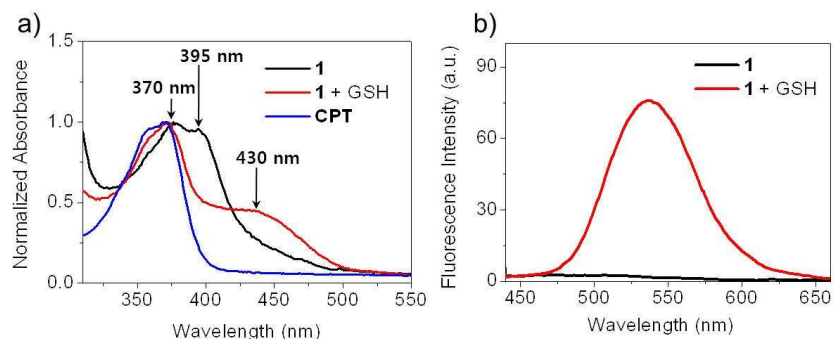 a)
Normalized Absorbance
1.5
1.0
0.5
0.0
370 nm
395 nm
430 nm
1
1 + GSH
CPT
350 400 450 500 550
Wavelength (nm)
b)
Fluorescence Intensity (a.u.)
90
60
30
0
1
1 + GSH
450 500 550 600 650
Wavelength (nm)